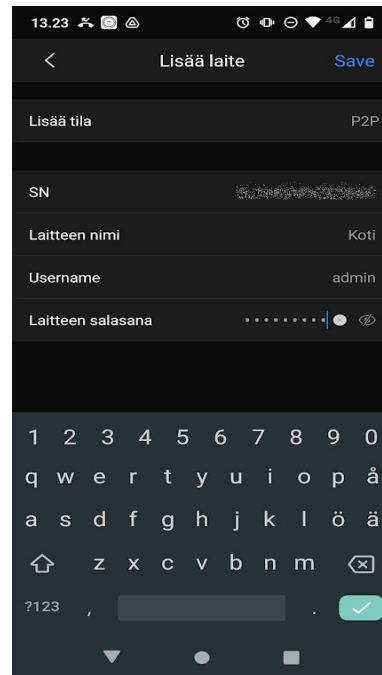 13.23 4G
Lisää laite Save
Lisää tila P2P
SN
Laitteen nimi Koti
Username admin
Laitteen salasana •••••••••
1 2 3 4 5 6 7 8 9 0
q w e r t y u i o p å
a s d f g h j k l ö ä
z x c v b n m
?123 , .